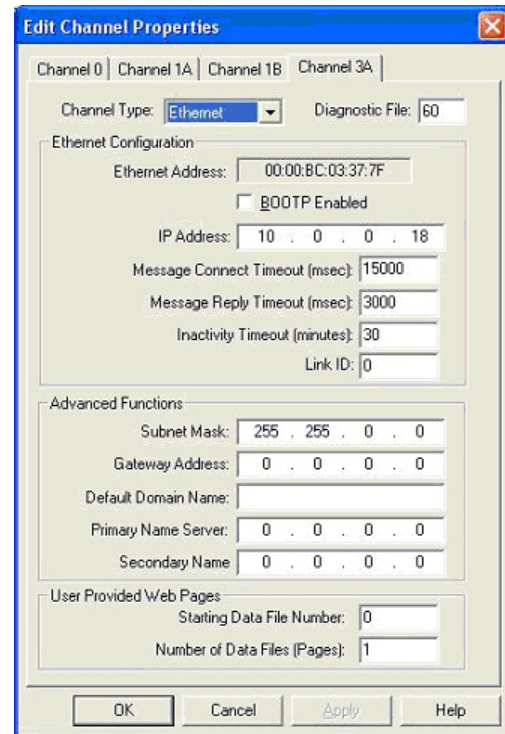 Edit Channel Properties
Channel 0 Channel 1A Channel 1B Channel 3A
Channel Type: Ethernet Diagnostic File: 60
Ethernet Configuration
Ethernet Address: 00:00:BC:03:37:7F
BOOTP Enabled
IP Address: 10 . 0 . 0 . 18
Message Connect Timeout (msec): 15000
Message Reply Timeout (msec): 3000
Inactivity Timeout (minutes): 30
Link ID: 0
Advanced Functions
Subnet Mask: 255 . 255 . 0 . 0
Gateway Address: 0 . 0 . 0 . 0
Default Domain Name:
Primary Name Server: 0 . 0 . 0 . 0
Secondary Name 0 . 0 . 0 . 0
User Provided Web Pages
Starting Data File Number: 0
Number of Data Files (Pages): 1
OK Cancel Apply Help